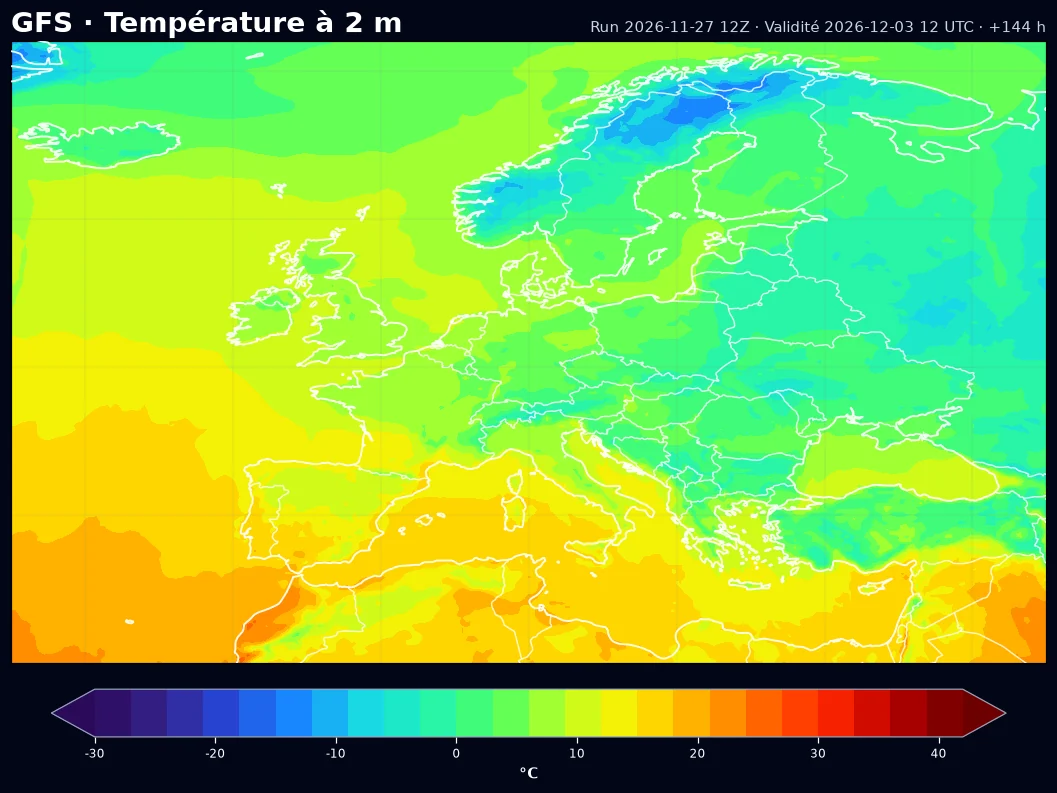 GFS · Température à 2 m
Run 2026-11-27 12Z · Validité 2026-12-03 12 UTC · +144 h
-30 -20 -10 0 10 20 30 40
°C